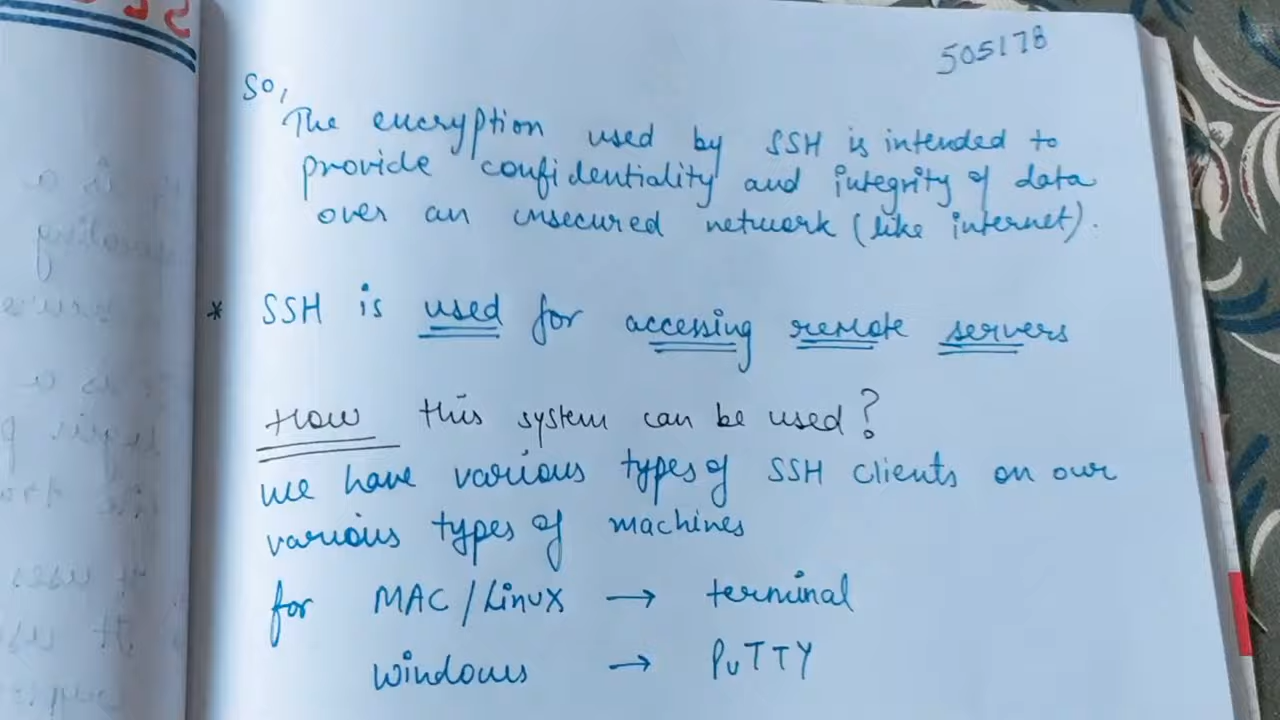 505178
So,
The encryption used by SSH is intended to
provide confidentiality and integrity of data
over an unsecured network (like internet).
* SSH is used for accessing remote servers
How this system can be used?
We have various types of SSH clients on our
various types of machines
for MAC/Linux → terminal
Windows → PuTTY